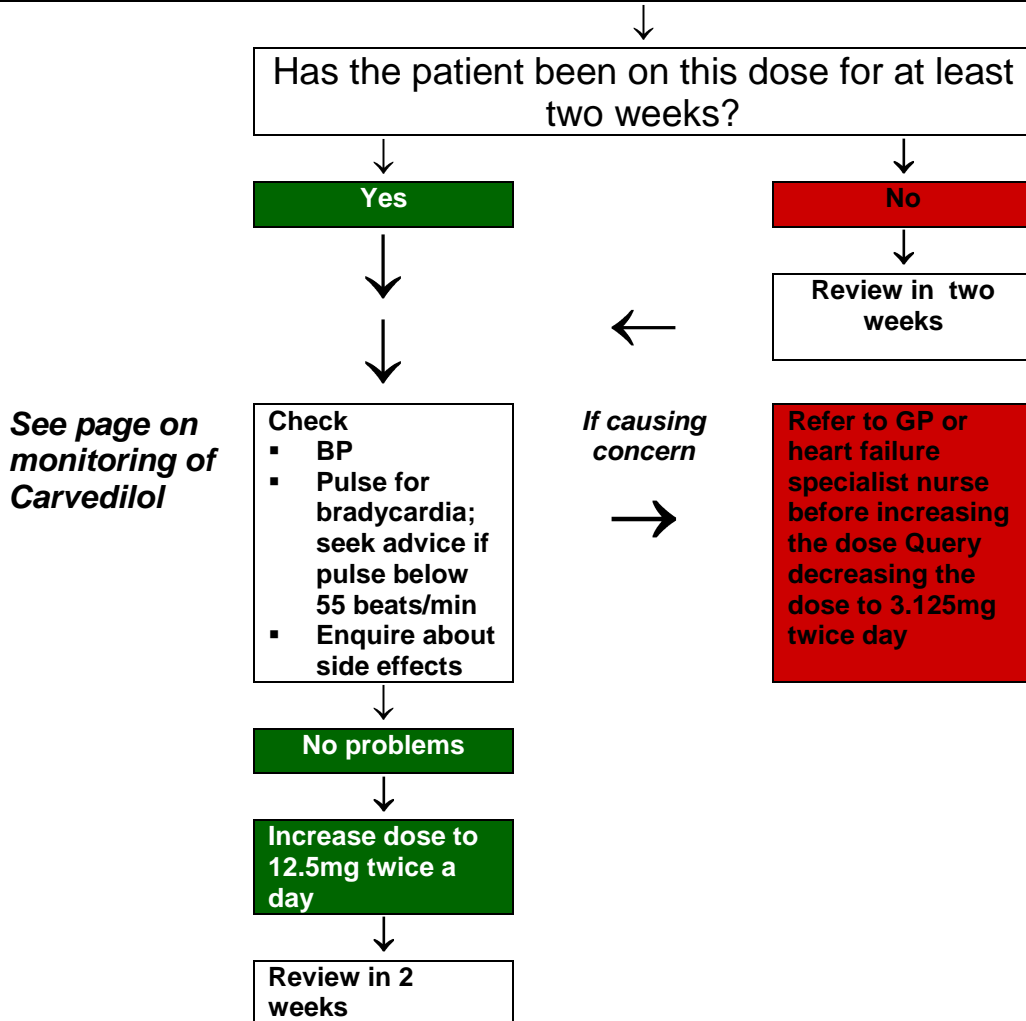 Has the patient been on this dose for at least
two weeks?
Yes
No
Review in two
weeks
See page on
monitoring of
Carvedilol
Check
▪ BP
▪ Pulse for
bradycardia;
seek advice if
pulse below
55 beats/min
▪ Enquire about
side effects
If causing
concern
Refer to GP or
heart failure
specialist nurse
before increasing
the dose Query
decreasing the
dose to 3.125mg
twice day
No problems
Increase dose to
12.5mg twice a
day
Review in 2
weeks